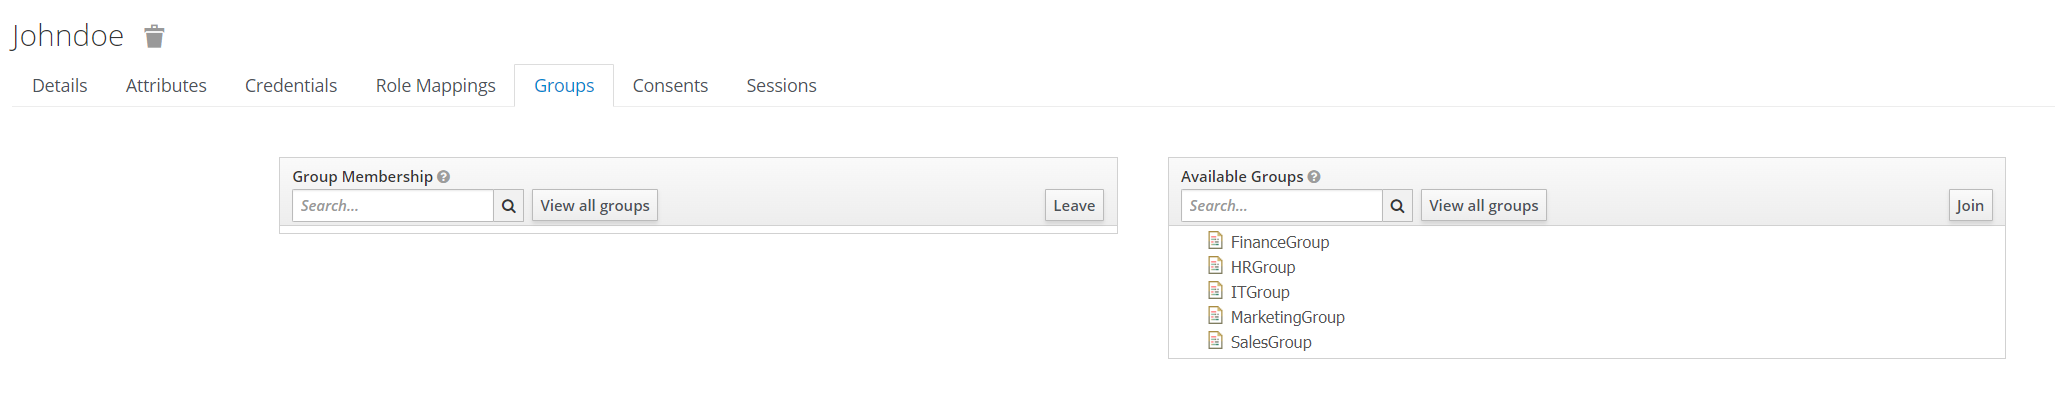 Johndoe
Details Attributes Credentials Role Mappings Groups Consents Sessions
Group Membership
Search... View all groups Leave
Available Groups
Search... View all groups Join
FinanceGroup
HRGroup
ITGroup
MarketingGroup
SalesGroup